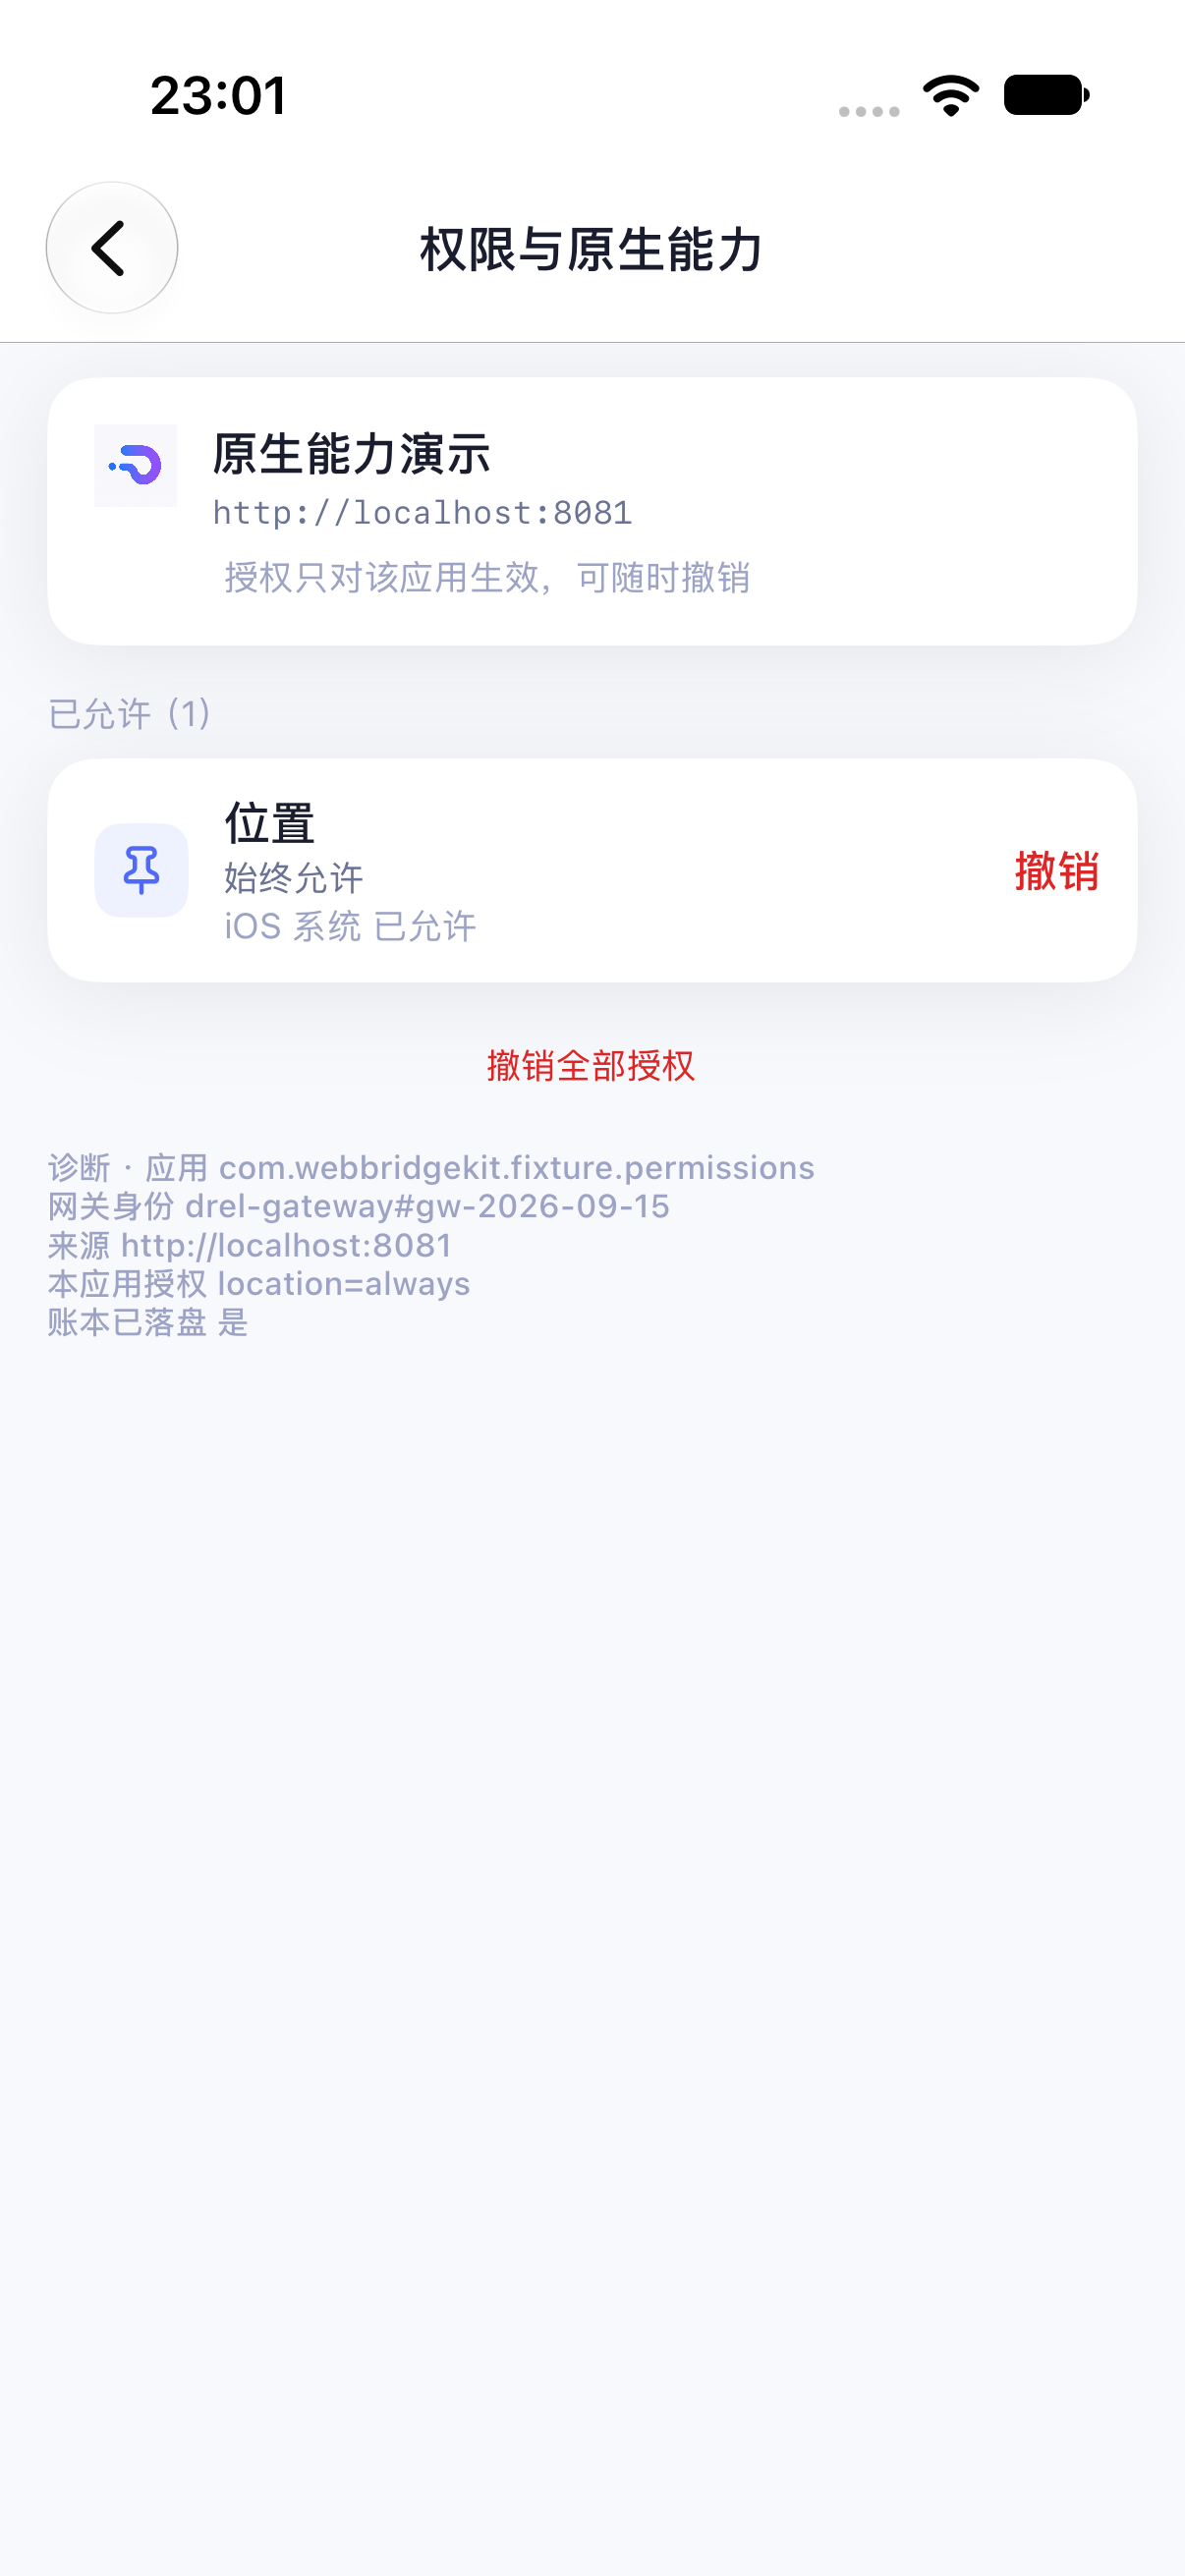 23:01
权限与原生能力
原生能力演示
http://localhost:8081
授权只对该应用生效，可随时撤销
已允许 (1)
位置
始终允许
iOS 系统 已允许
撤销
撤销全部授权
诊断 · 应用 com.webbridgekit.fixture.permissions
网关身份 drel-gateway#gw-2026-09-15
来源 http://localhost:8081
本应用授权 location=always
账本已落盘 是